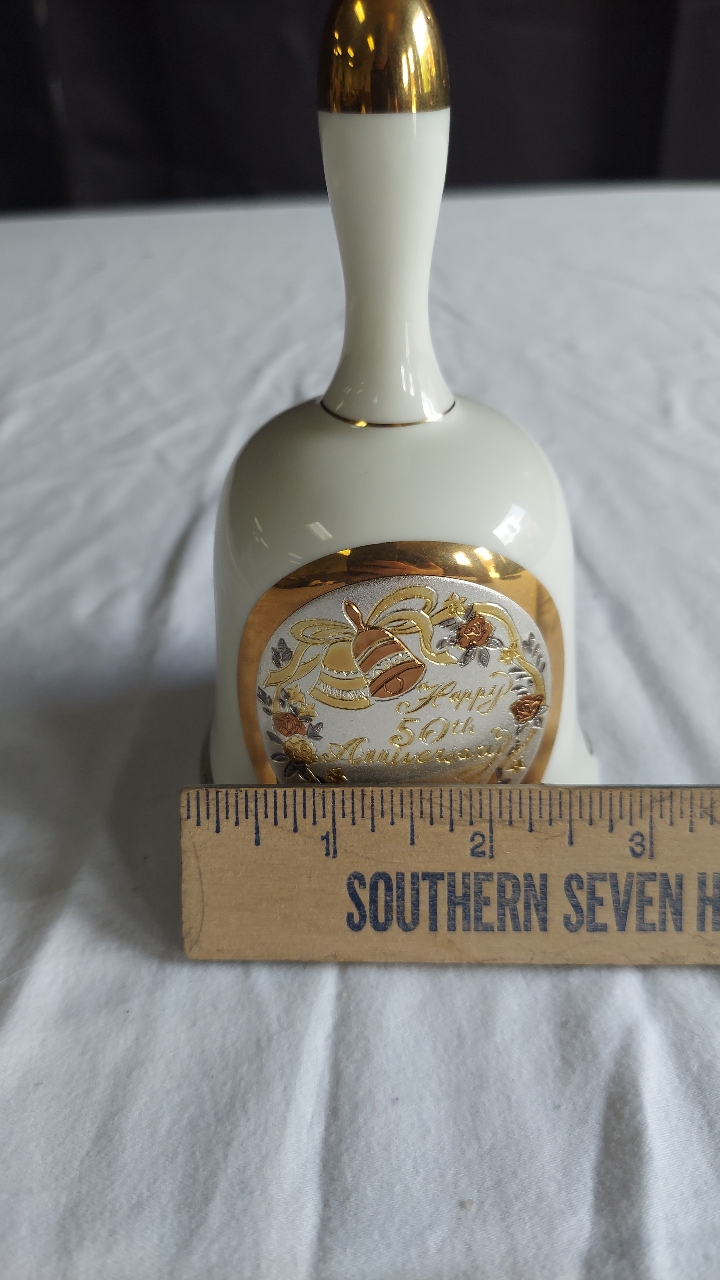 Happy
50th
Anniversary
1 2 3
SOUTHERN SEVEN H